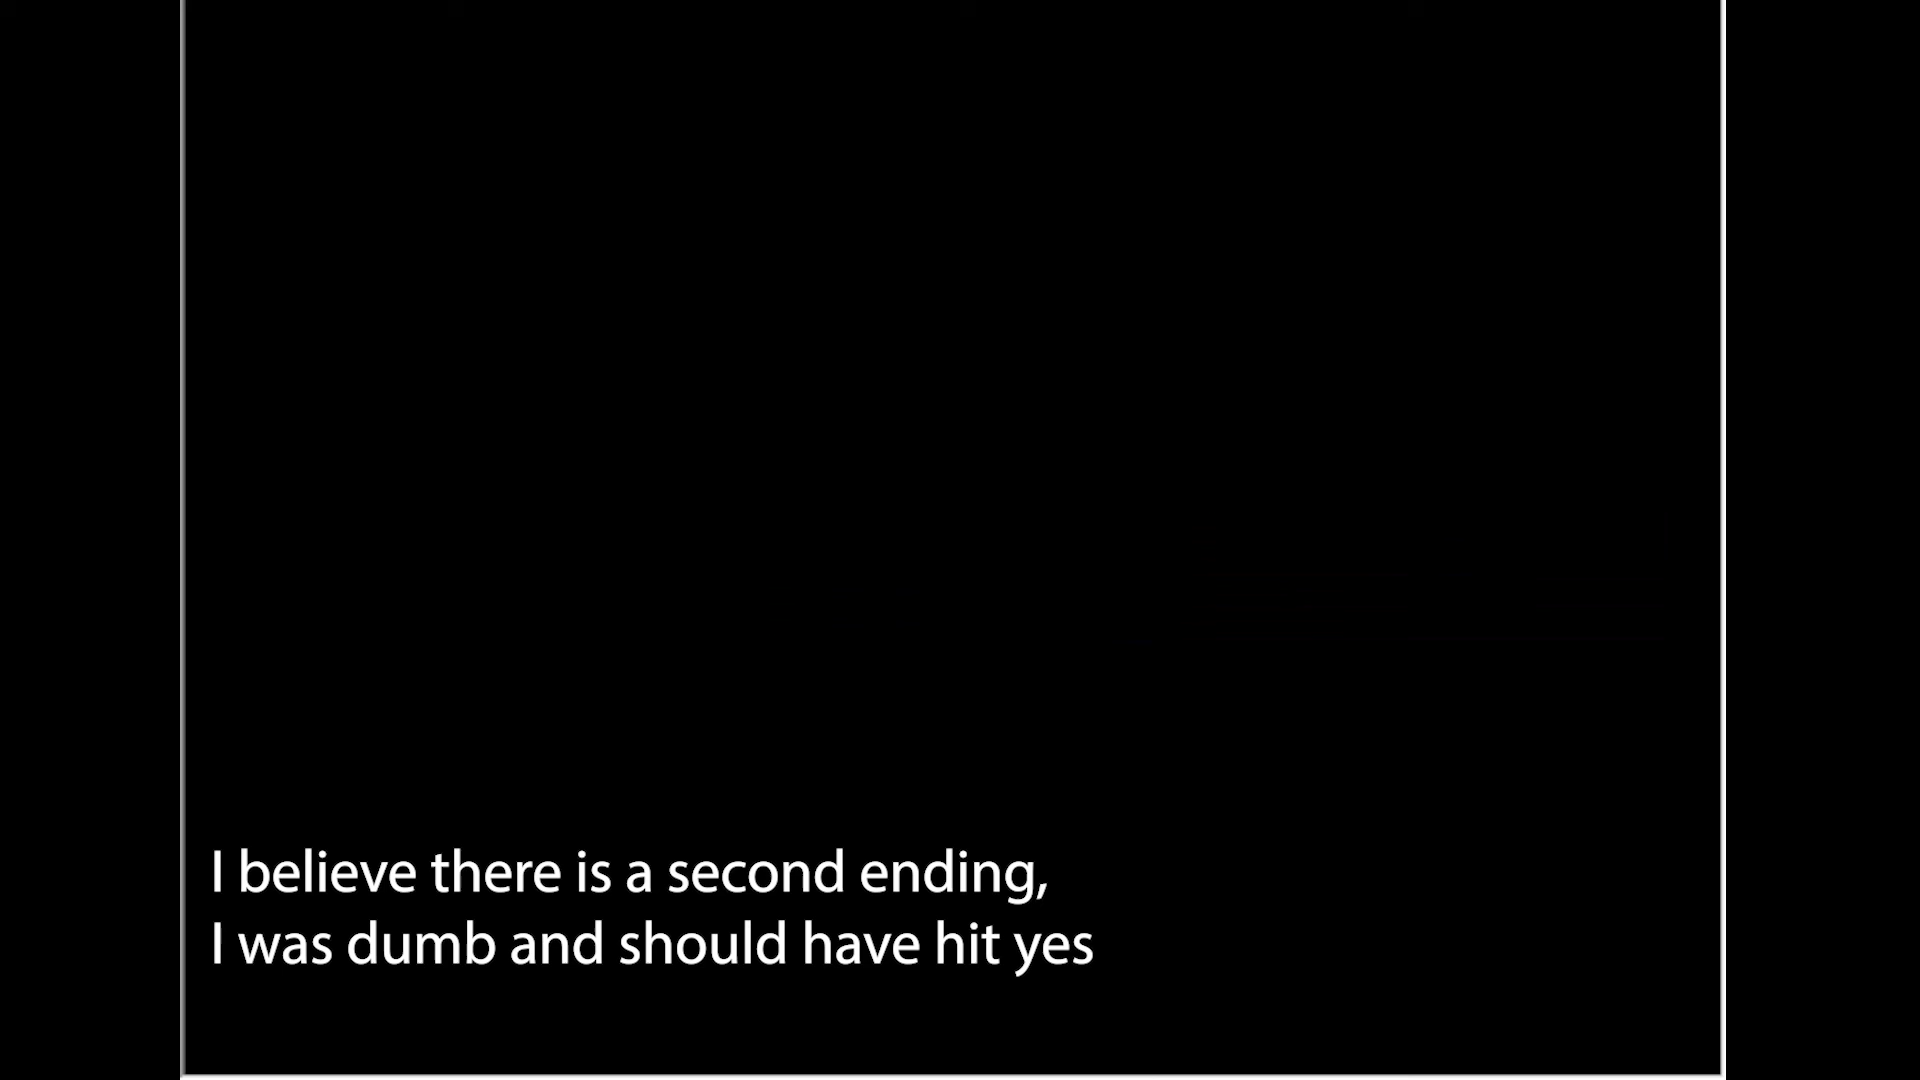 I believe there is a second ending,
I was dumb and should have hit yes